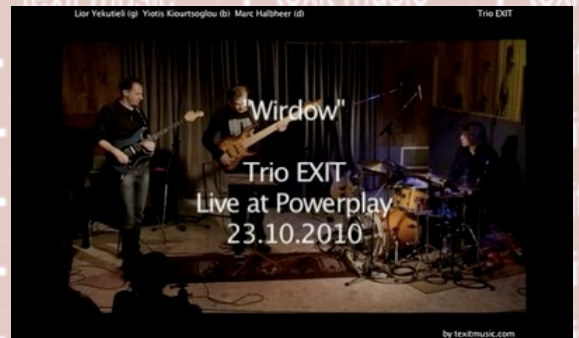 Lior Yekutieli (g) Yiotis Kiourtsoglou (b) Marc Halbheer (d) Trio EXIT
"Wirdow"
Trio EXIT
Live at Powerplay
23.10.2010
by texitmusic.com